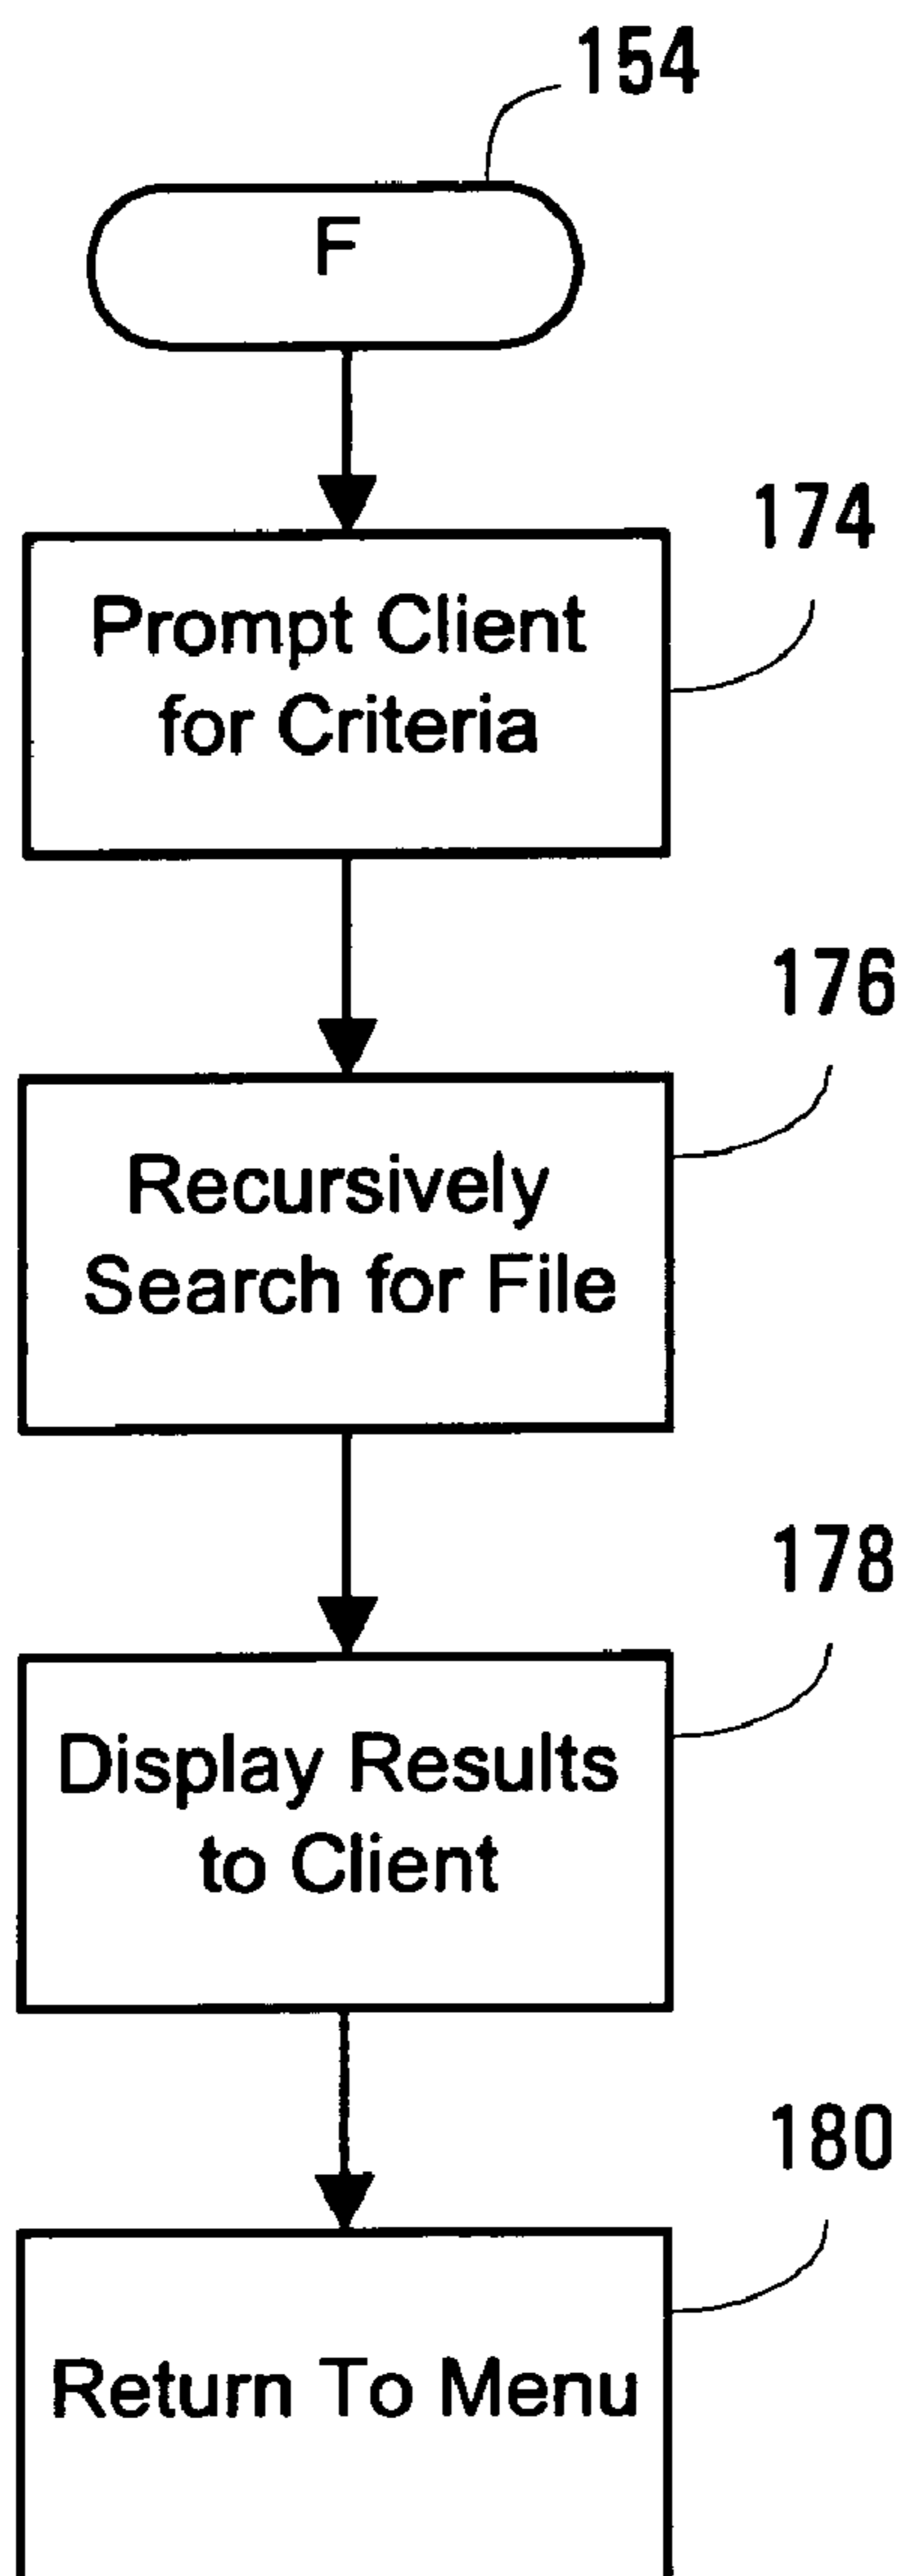 154
F
174
Prompt Client
for Criteria
176
Recursively
Search for File
178
Display Results
to Client
180
Return To Menu